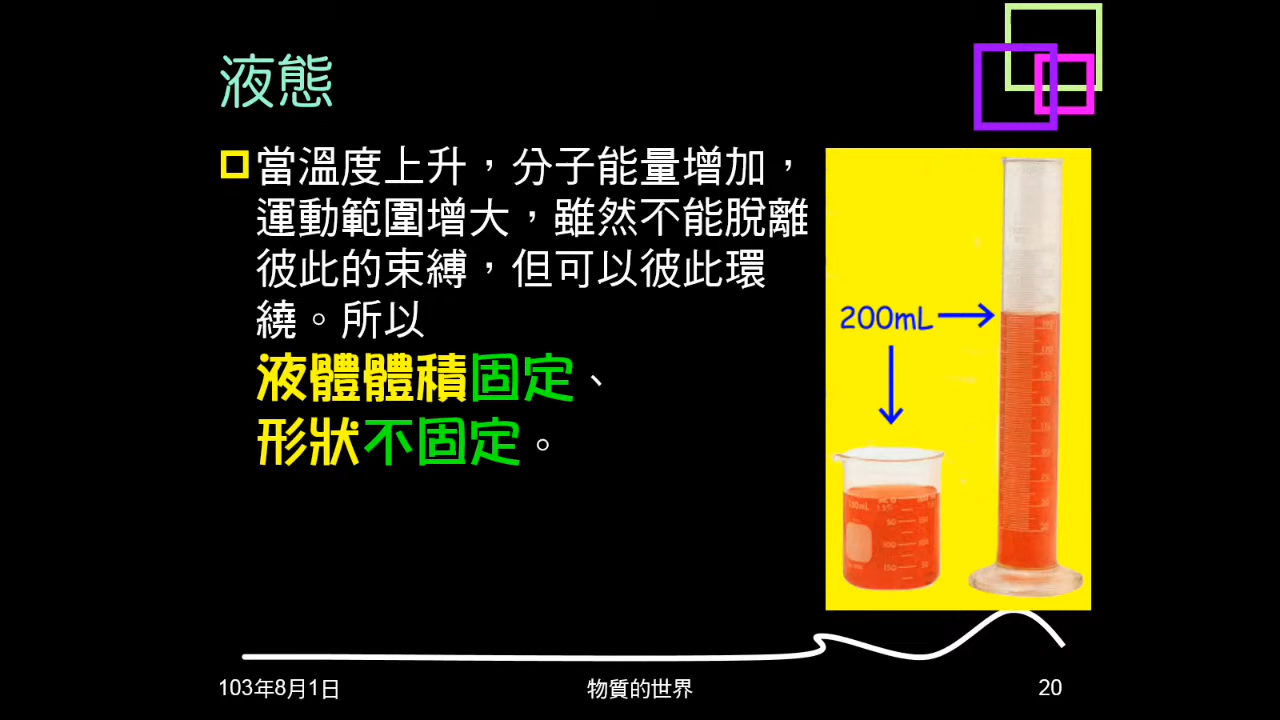 液態
當溫度上升，分子能量增加，
運動範圍增大，雖然不能脫離
彼此的束縛，但可以彼此環
繞。所以
液體體積固定、
形狀不固定。
200mL
103年8月1日
物質的世界
20